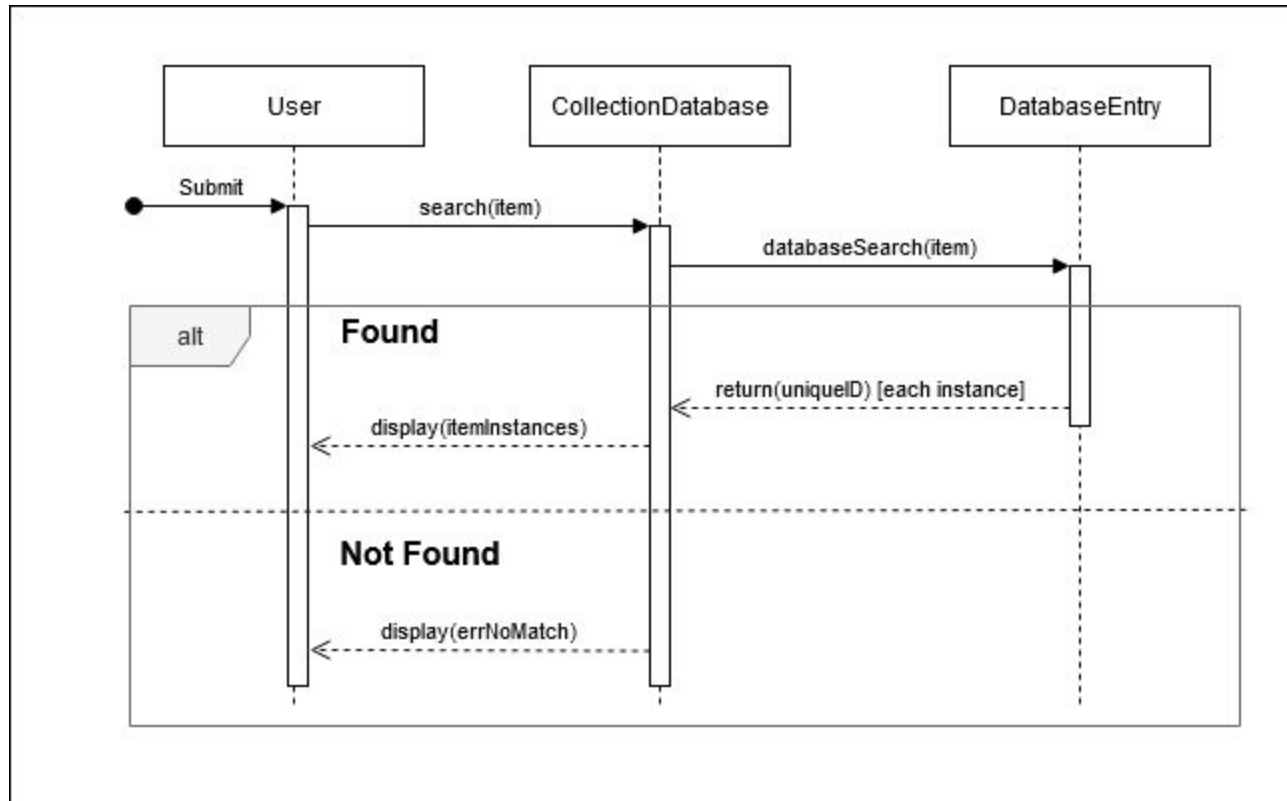 User
CollectionDatabase
DatabaseEntry
Submit
search(item)
databaseSearch(item)
alt
Found
return(uniqueID) [each instance]
display(itemInstances)
Not Found
display(errNoMatch)